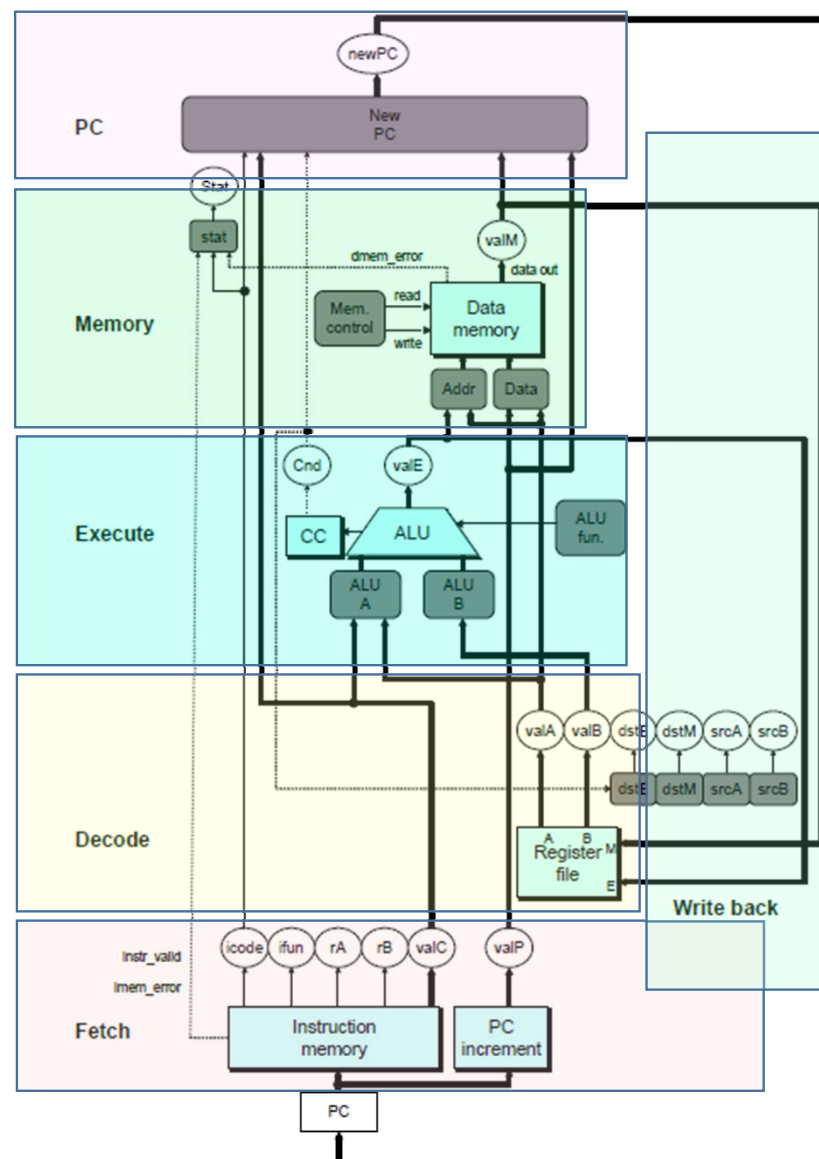 newPC
New
PC
PC
Stat
stat
valM
dmem_error
data out
read
Mem.
control
Data
memory
Memory
write
Addr
Data
Cnd
valE
ALU
fun.
CC
ALU
Execute
ALU
A
ALU
B
valA
valB
dstE
dstM
srcA
srcB
dstE
dstM
srcA
srcB
Decode
A
B
M
Register
file
E
Write back
icode
ifun
rA
rB
valC
valP
Instr_valid
Imem_error
Fetch
Instruction
memory
PC
increment
PC